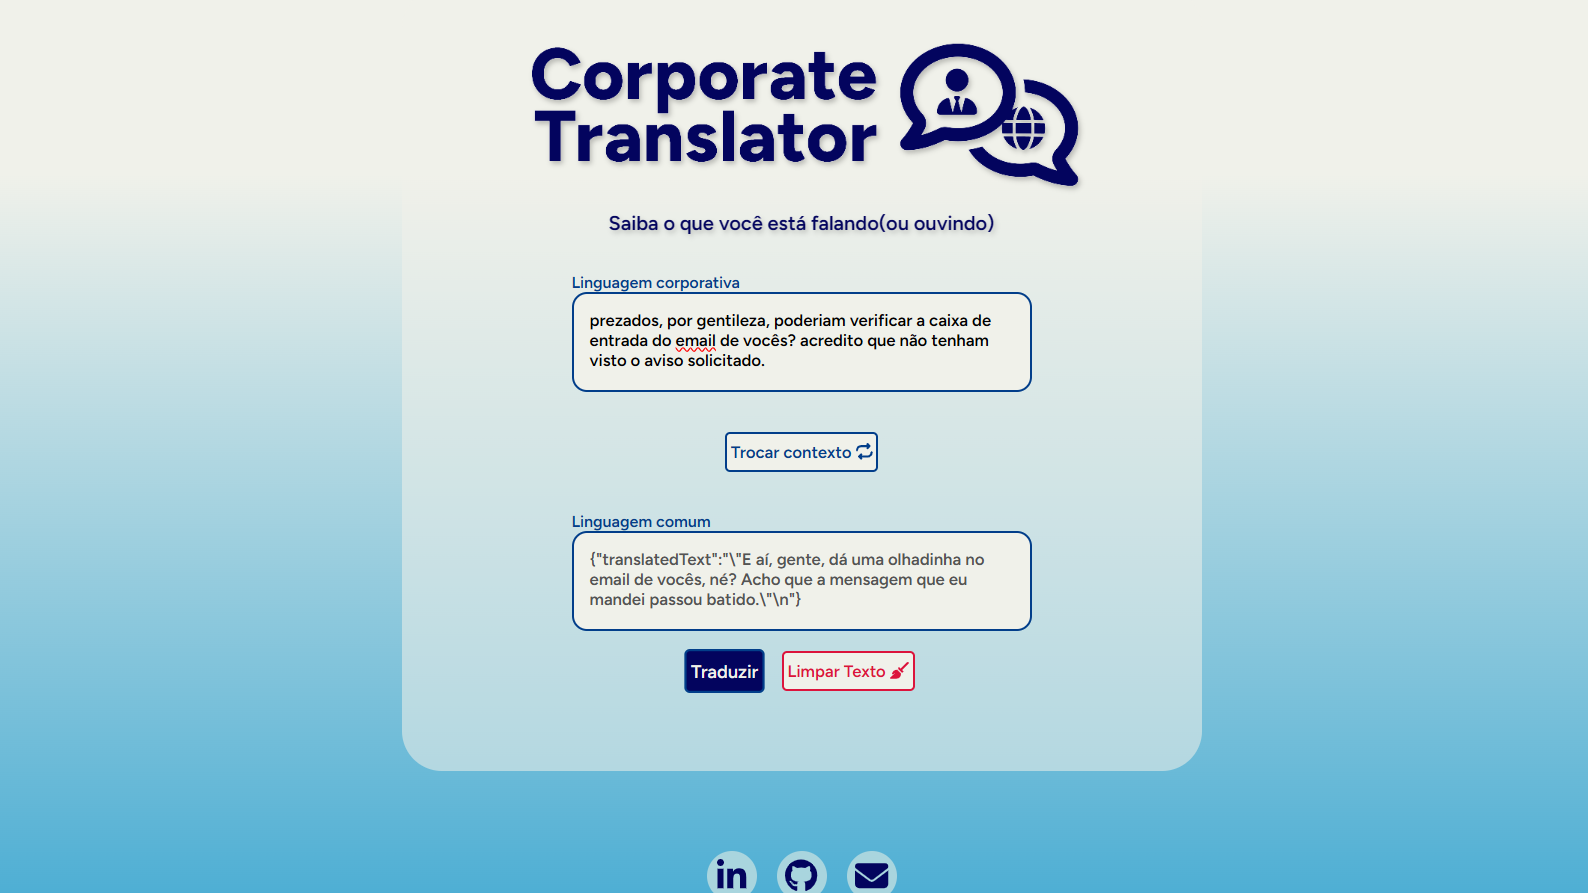 Corporate
Translator
Saiba o que você está falando(ou ouvindo)
Linguagem corporativa
prezados, por gentileza, poderiam verificar a caixa de
entrada do email de vocês? acredito que não tenham
visto o aviso solicitado.
Trocar contexto
Linguagem comum
{"translatedText":"\"E aí, gente, dá uma olhadinha no
email de vocês, né? Acho que a mensagem que eu
mandei passou batido.\"\n"}
Traduzir
Limpar Texto
in